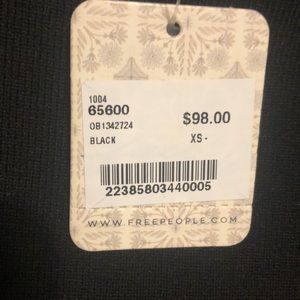 1004
65600 $98.00
OB1342724
BLACK XS-
22385803440005
WWW.FREEPEOPLE.COM